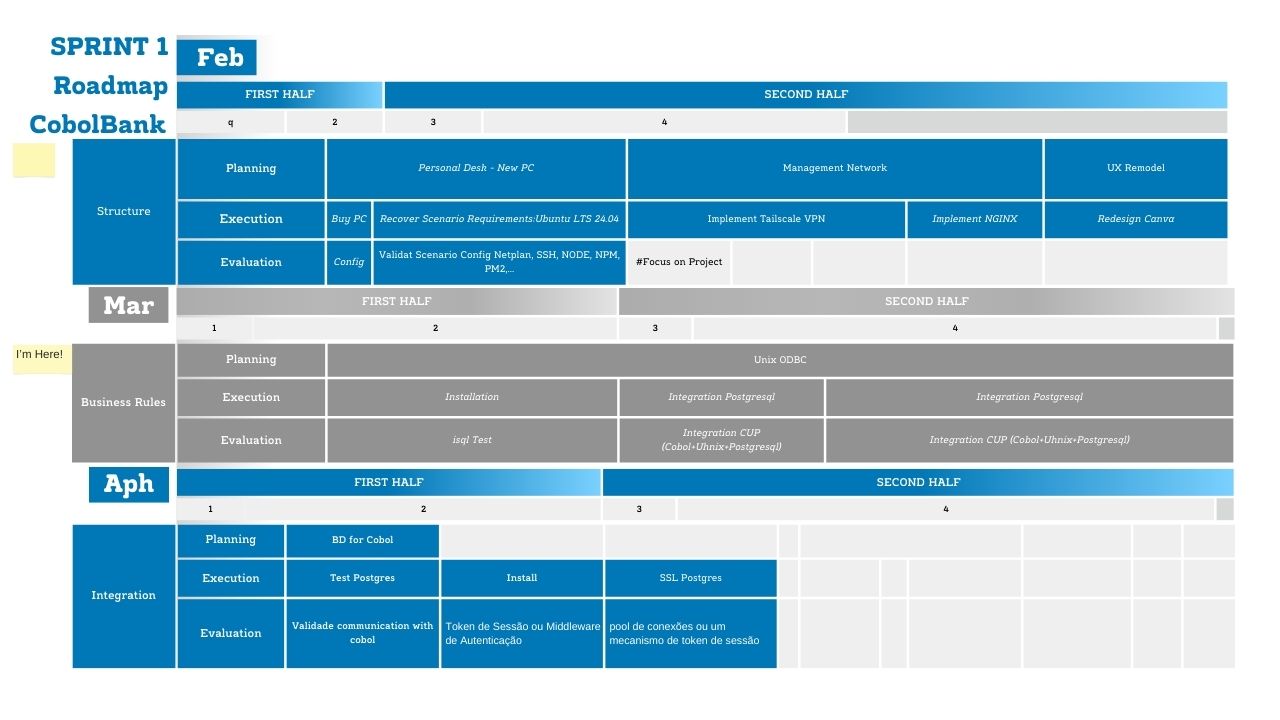 SPRINT 1
Roadmap
CobolBank
Feb
FIRST HALF
SECOND HALF
q
2
3
4
Structure
Planning
Personal Desk - New PC
Management Network
UX Remodel
Execution
Buy PC
Recover Scenario Requirements:Ubuntu LTS 24.04
Implement Tailscale VPN
Implement NGINX
Redesign Canva
Evaluation
Config
Validat Scenario Config Netplan, SSH, NODE, NPM,
PM2,...
#Focus on Project
Mar
FIRST HALF
SECOND HALF
1
2
3
4
I'm Here!
Business Rules
Planning
Unix ODBC
Execution
Installation
Integration Postgresql
Integration Postgresql
Evaluation
isql Test
Integration CUP
(Cobol+Uhnix+Postgresql)
Integration CUP (Cobol+Uhnix+Postgresql)
Aph
FIRST HALF
SECOND HALF
1
2
3
4
Integration
Planning
BD for Cobol
Execution
Test Postgres
Install
SSL Postgres
Evaluation
Validade communication with
cobol
Token de Sessão ou Middleware
de Autenticação
pool de conexões ou um
mecanismo de token de sessão